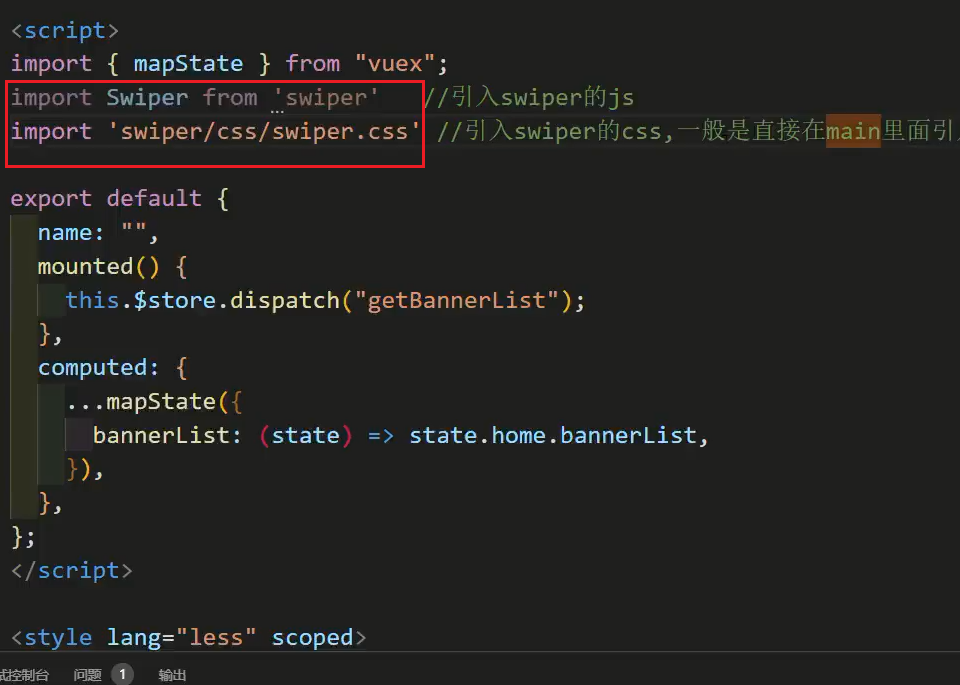 <script>
import { mapState } from "vuex";
import Swiper from 'swiper' //引入swiper的js
import 'swiper/css/swiper.css' //引入swiper的css,一般是直接在main里面引
export default {
name: "",
mounted() {
this.$store.dispatch("getBannerList");
},
computed: {
...mapState({
bannerList: (state) => state.home.bannerList,
}),
},
};
</script>
<style lang="less" scoped>
试控制台 问题 1 输出